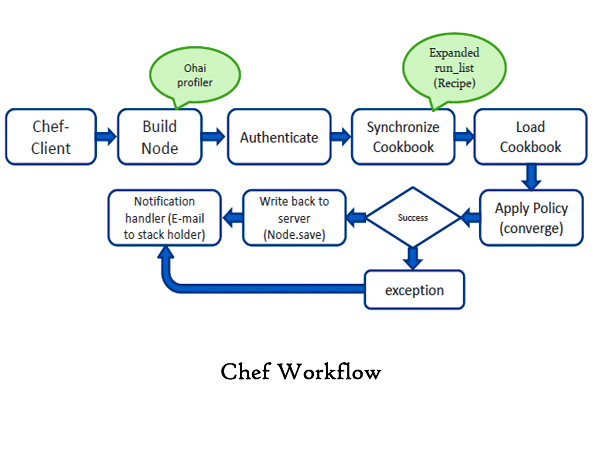 Ohai
profiler
Expanded
run_list
(Recipe)
Chef-
Client
Build
Node
Authenticate
Synchronize
Cookbook
Load
Cookbook
Notification
handler (E-mail
to stack holder)
Write back to
server
(Node.save)
Success
Apply Policy
(converge)
exception
Chef Workflow